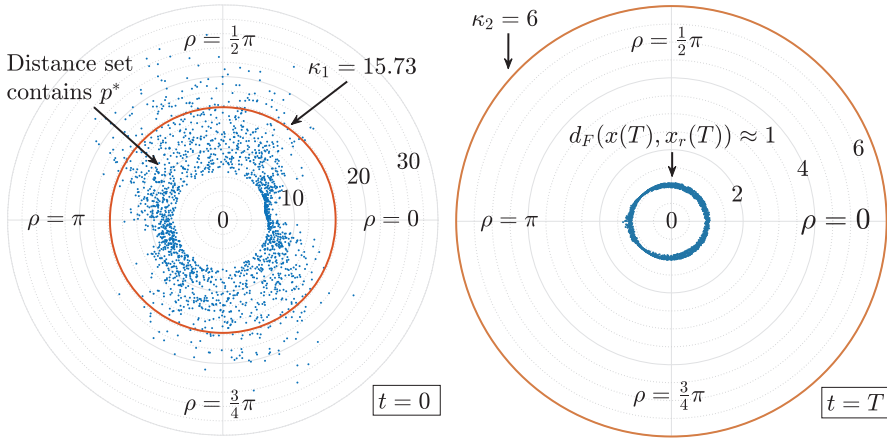 ρ = ½π
Distance set
contains p*
κ₁ = 15.73
30
20
10
ρ = π
0
ρ = 0
ρ = ¾π
t = 0
κ₂ = 6
ρ = ½π
d_F(x(T), x_r(T)) ≈ 1
6
4
2
ρ = π
0
ρ = 0
ρ = ¾π
t = T